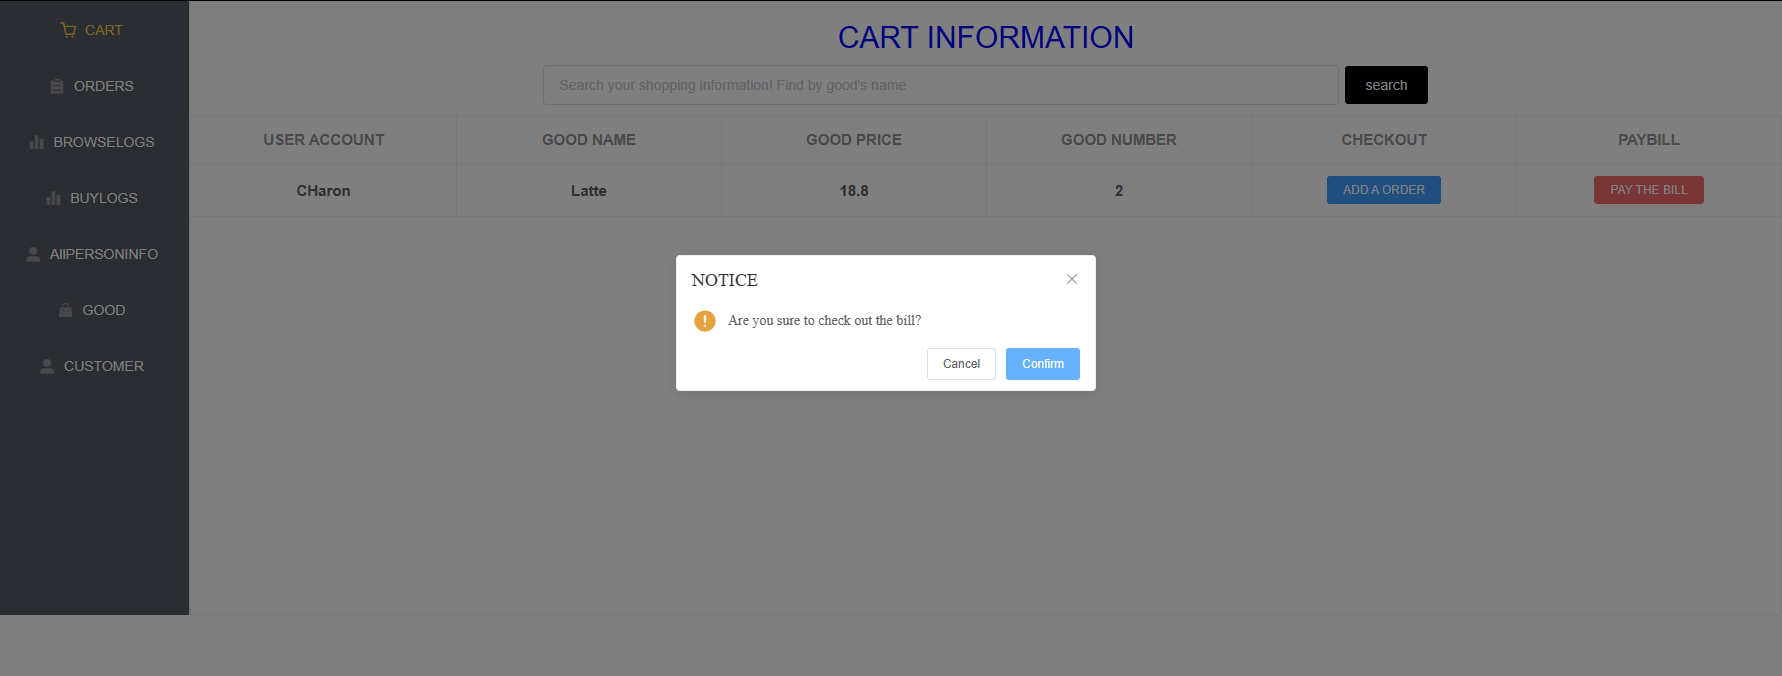 CART
ORDERS
BROWSELOGS
BUYLOGS
AllPERSONINFO
GOOD
CUSTOMER
CART INFORMATION
Search your shopping information! Find by good's name
search
USER ACCOUNT GOOD NAME GOOD PRICE GOOD NUMBER CHECKOUT PAYBILL
CHaron Latte 18.8 2 ADD A ORDER PAY THE BILL
NOTICE
Are you sure to check out the bill?
Cancel Confirm